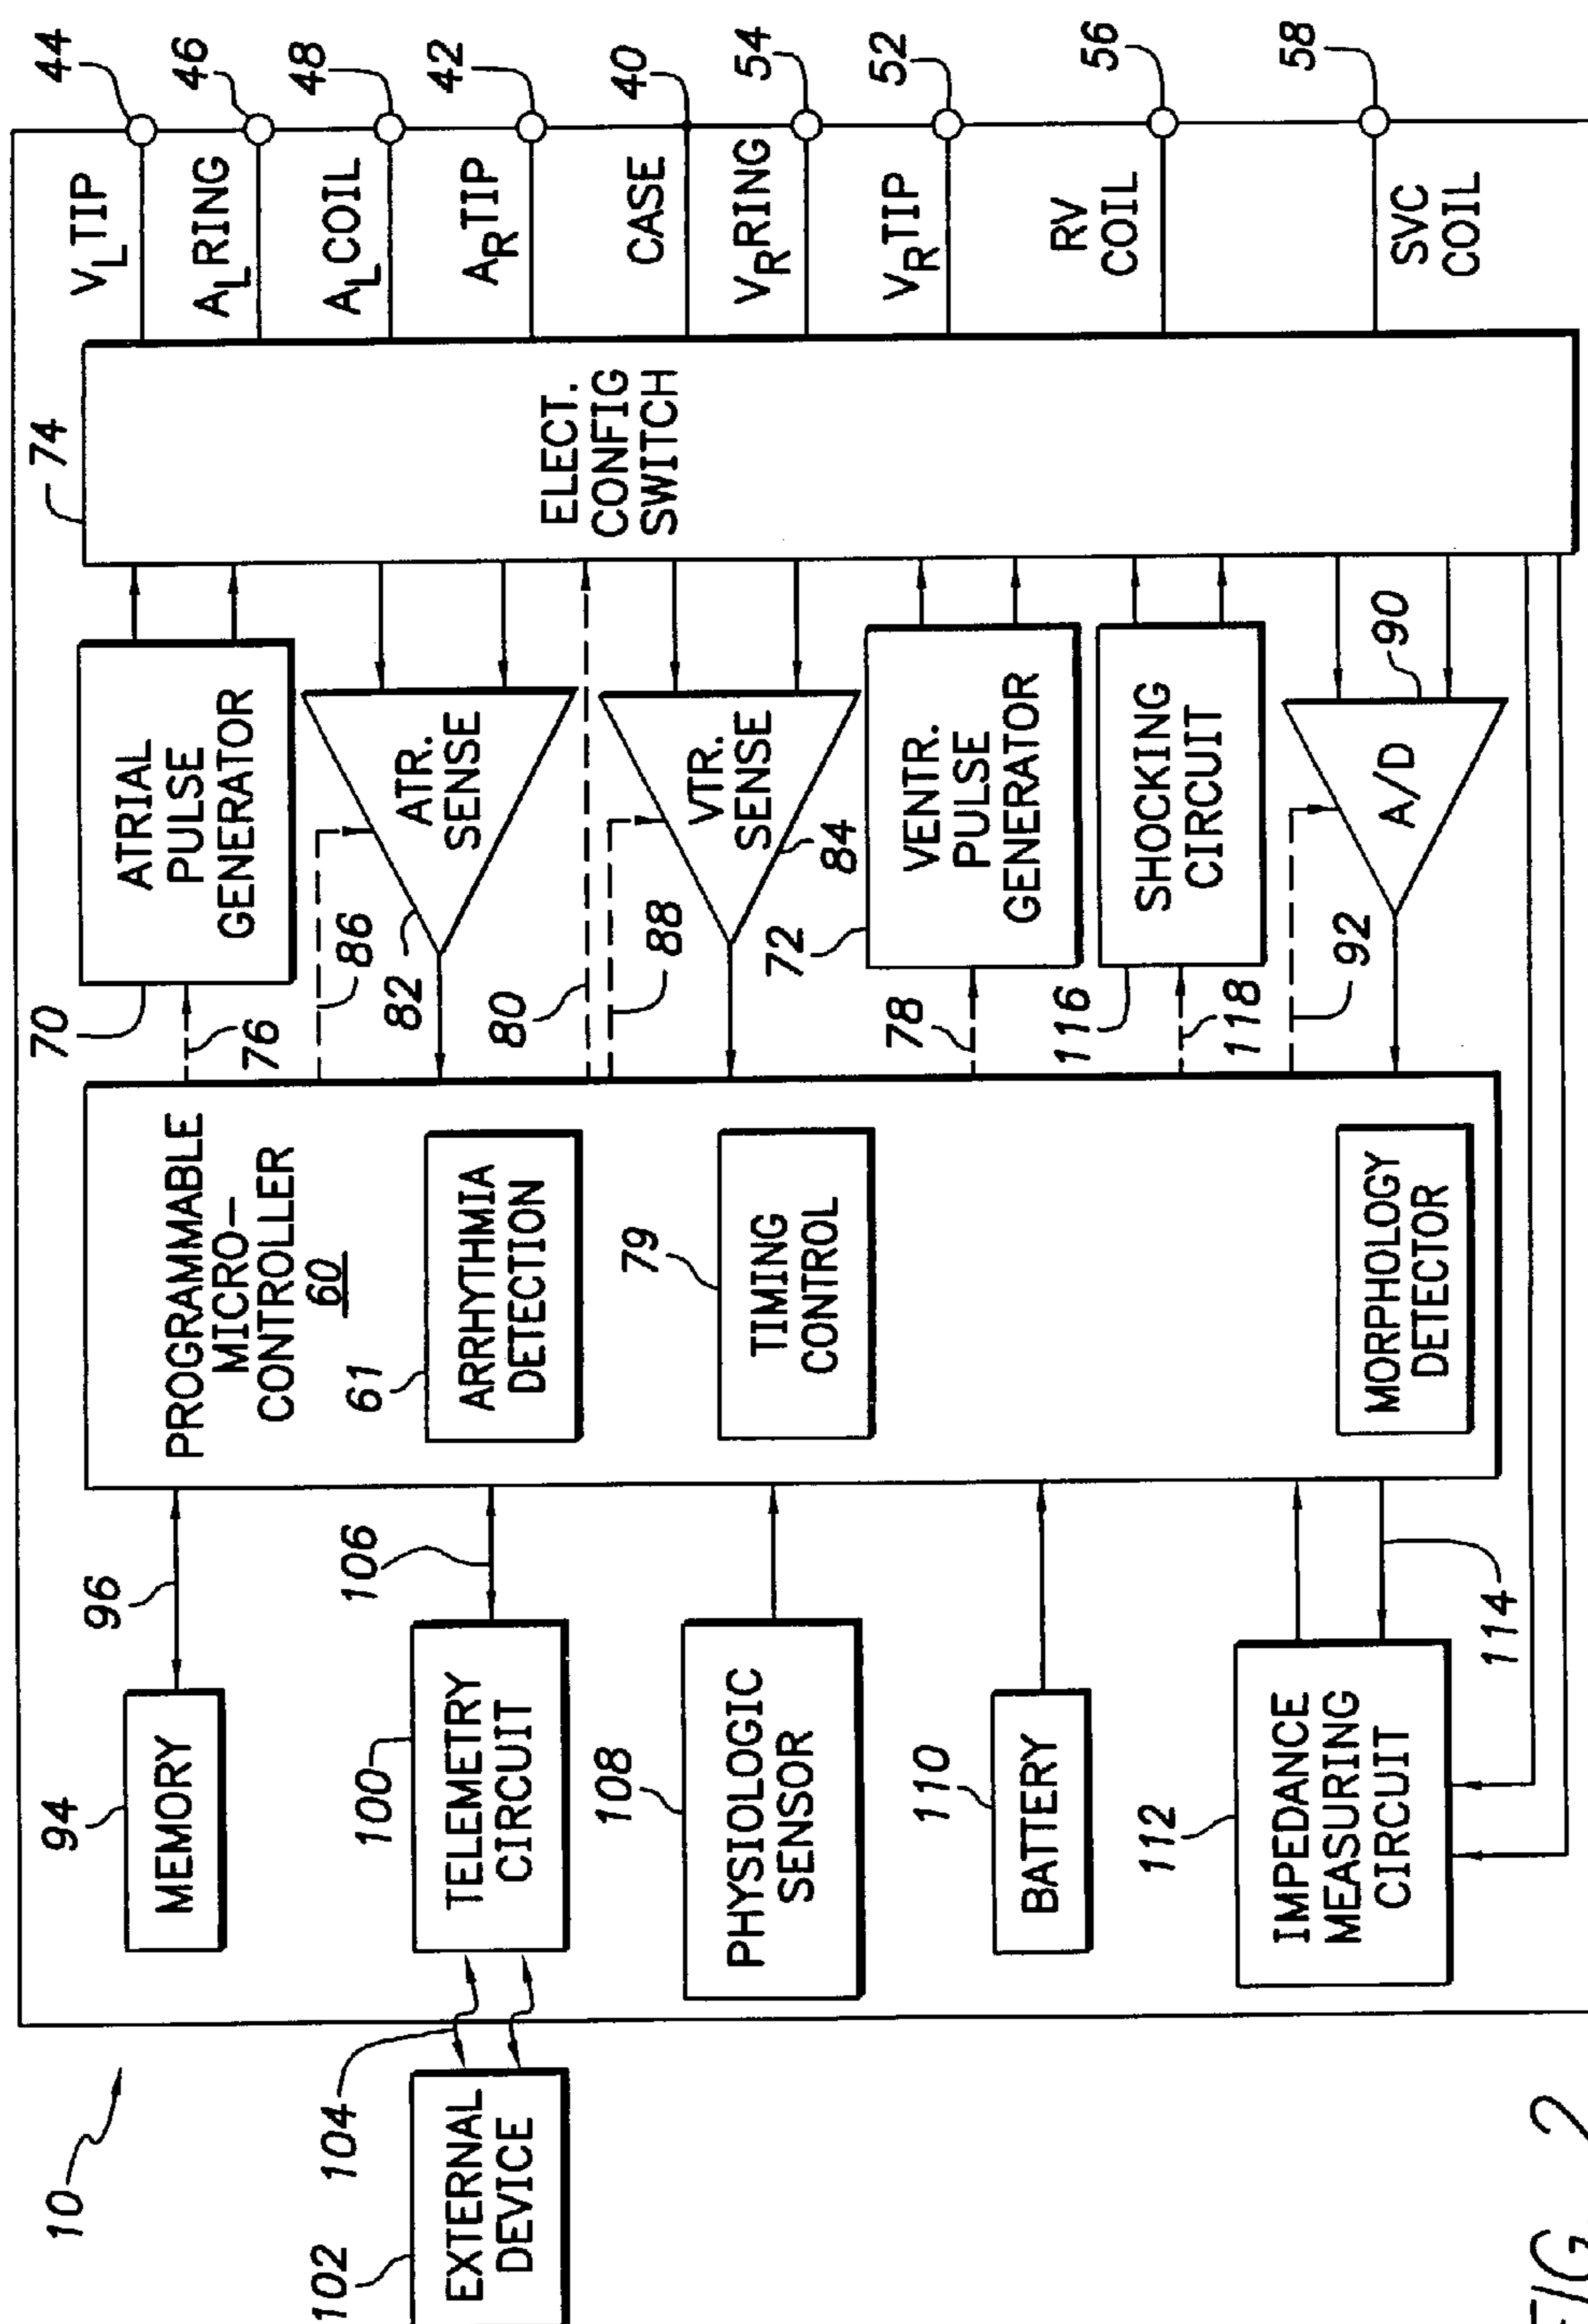 10
102
EXTERNAL
DEVICE
104
94
MEMORY
96
100
TELEMETRY
CIRCUIT
106
108
PHYSIOLOGIC
SENSOR
110
BATTERY
112
IMPEDANCE
MEASURING
CIRCUIT
114
PROGRAMMABLE
MICRO-
CONTROLLER
60
61
ARRHYTHMIA
DETECTION
79
TIMING
CONTROL
MORPHOLOGY
DETECTOR
70
ATRIAL
PULSE
GENERATOR
76
86
ATR.
SENSE
82
80
88
VTR.
SENSE
84
72
VENTR.
PULSE
GENERATOR
78
116
SHOCKING
CIRCUIT
118
92
A/D
90
74
ELECT.
CONFIG
SWITCH
VL TIP
44
AL RING
46
AL COIL
48
AR TIP
42
CASE
40
VR RING
54
VR TIP
52
RV
COIL
56
SVC
COIL
58
FIG. 2